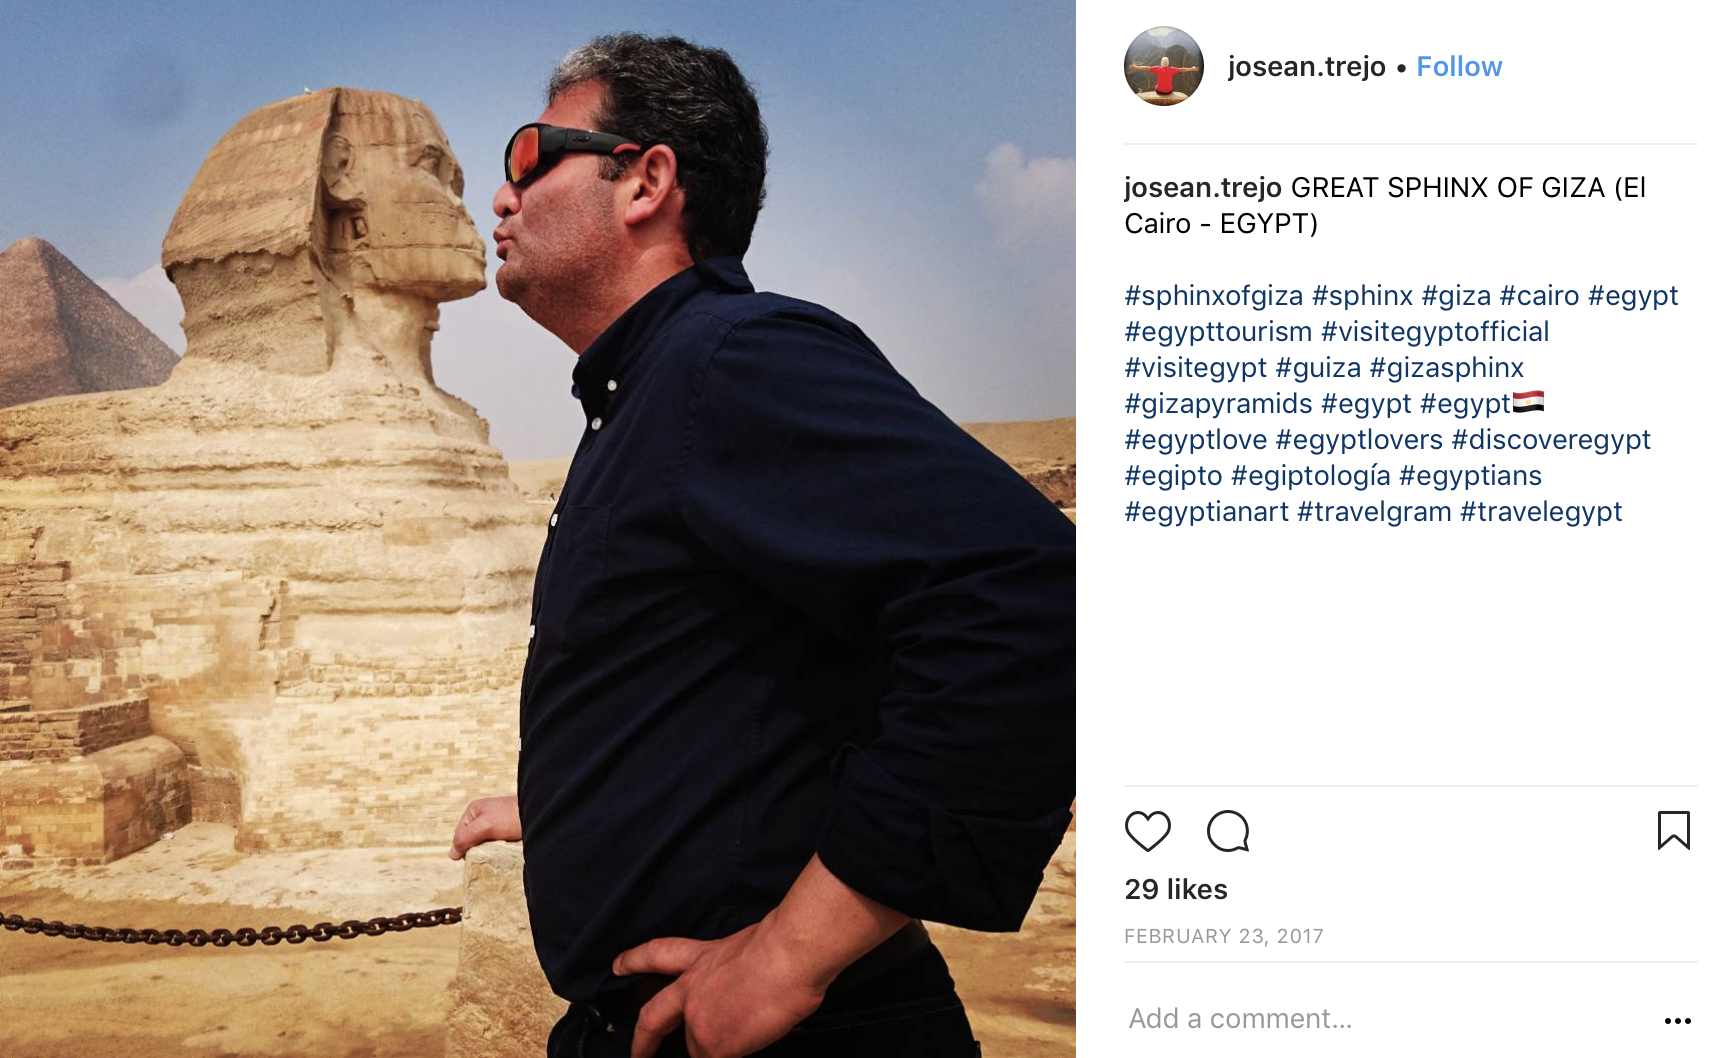 josean.trejo • Follow
josean.trejo GREAT SPHINX OF GIZA (El
Cairo - EGYPT)
#sphinxofgiza #sphinx #giza #cairo #egypt
#egypttourism #visitegyptofficial
#visitegypt #guiza #gizasphinx
#gizapyramids #egypt #egypt🇪🇬
#egyptlove #egyptlovers #discoveregypt
#egipto #egiptología #egyptians
#egyptianart #travelgram #travelegypt
29 likes
FEBRUARY 23, 2017
Add a comment...